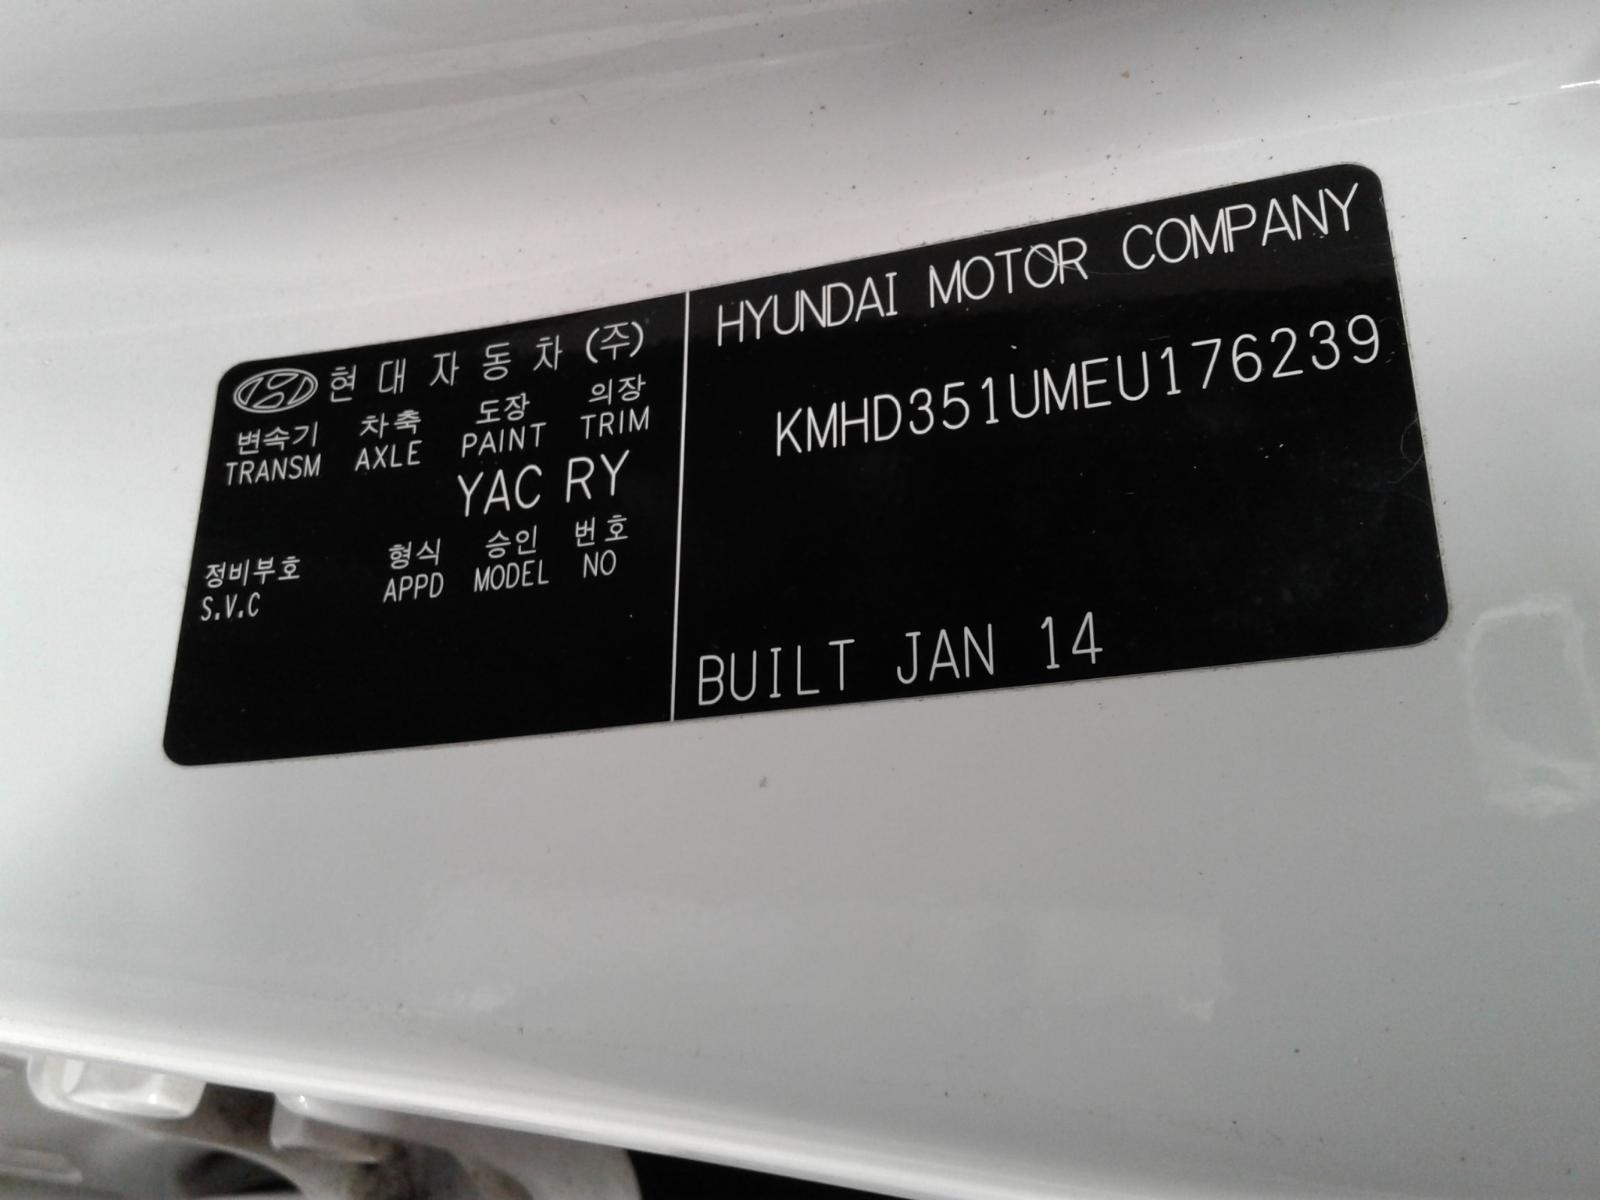 현대자동차(주)
변속기 차축 도장 의장
TRANSM AXLE PAINT TRIM
YAC RY
정비부호 형식 승인 번호
S.V.C APPD MODEL NO
HYUNDAI MOTOR COMPANY
KMHD351UMEU176239
BUILT JAN 14